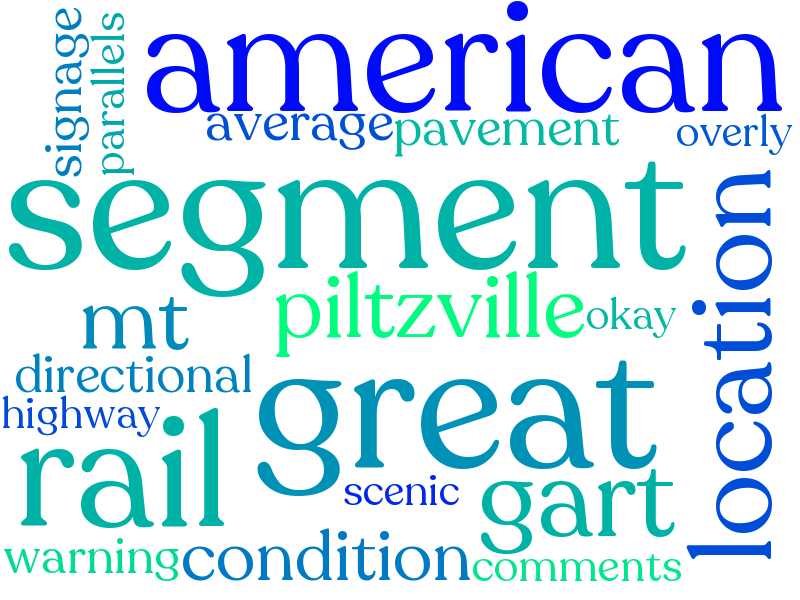 signage
parallels
american
average
pavement
overly
segment
location
mt
piltzville
okay
directional
highway
great
rail
scenic
gart
warning
condition
comments